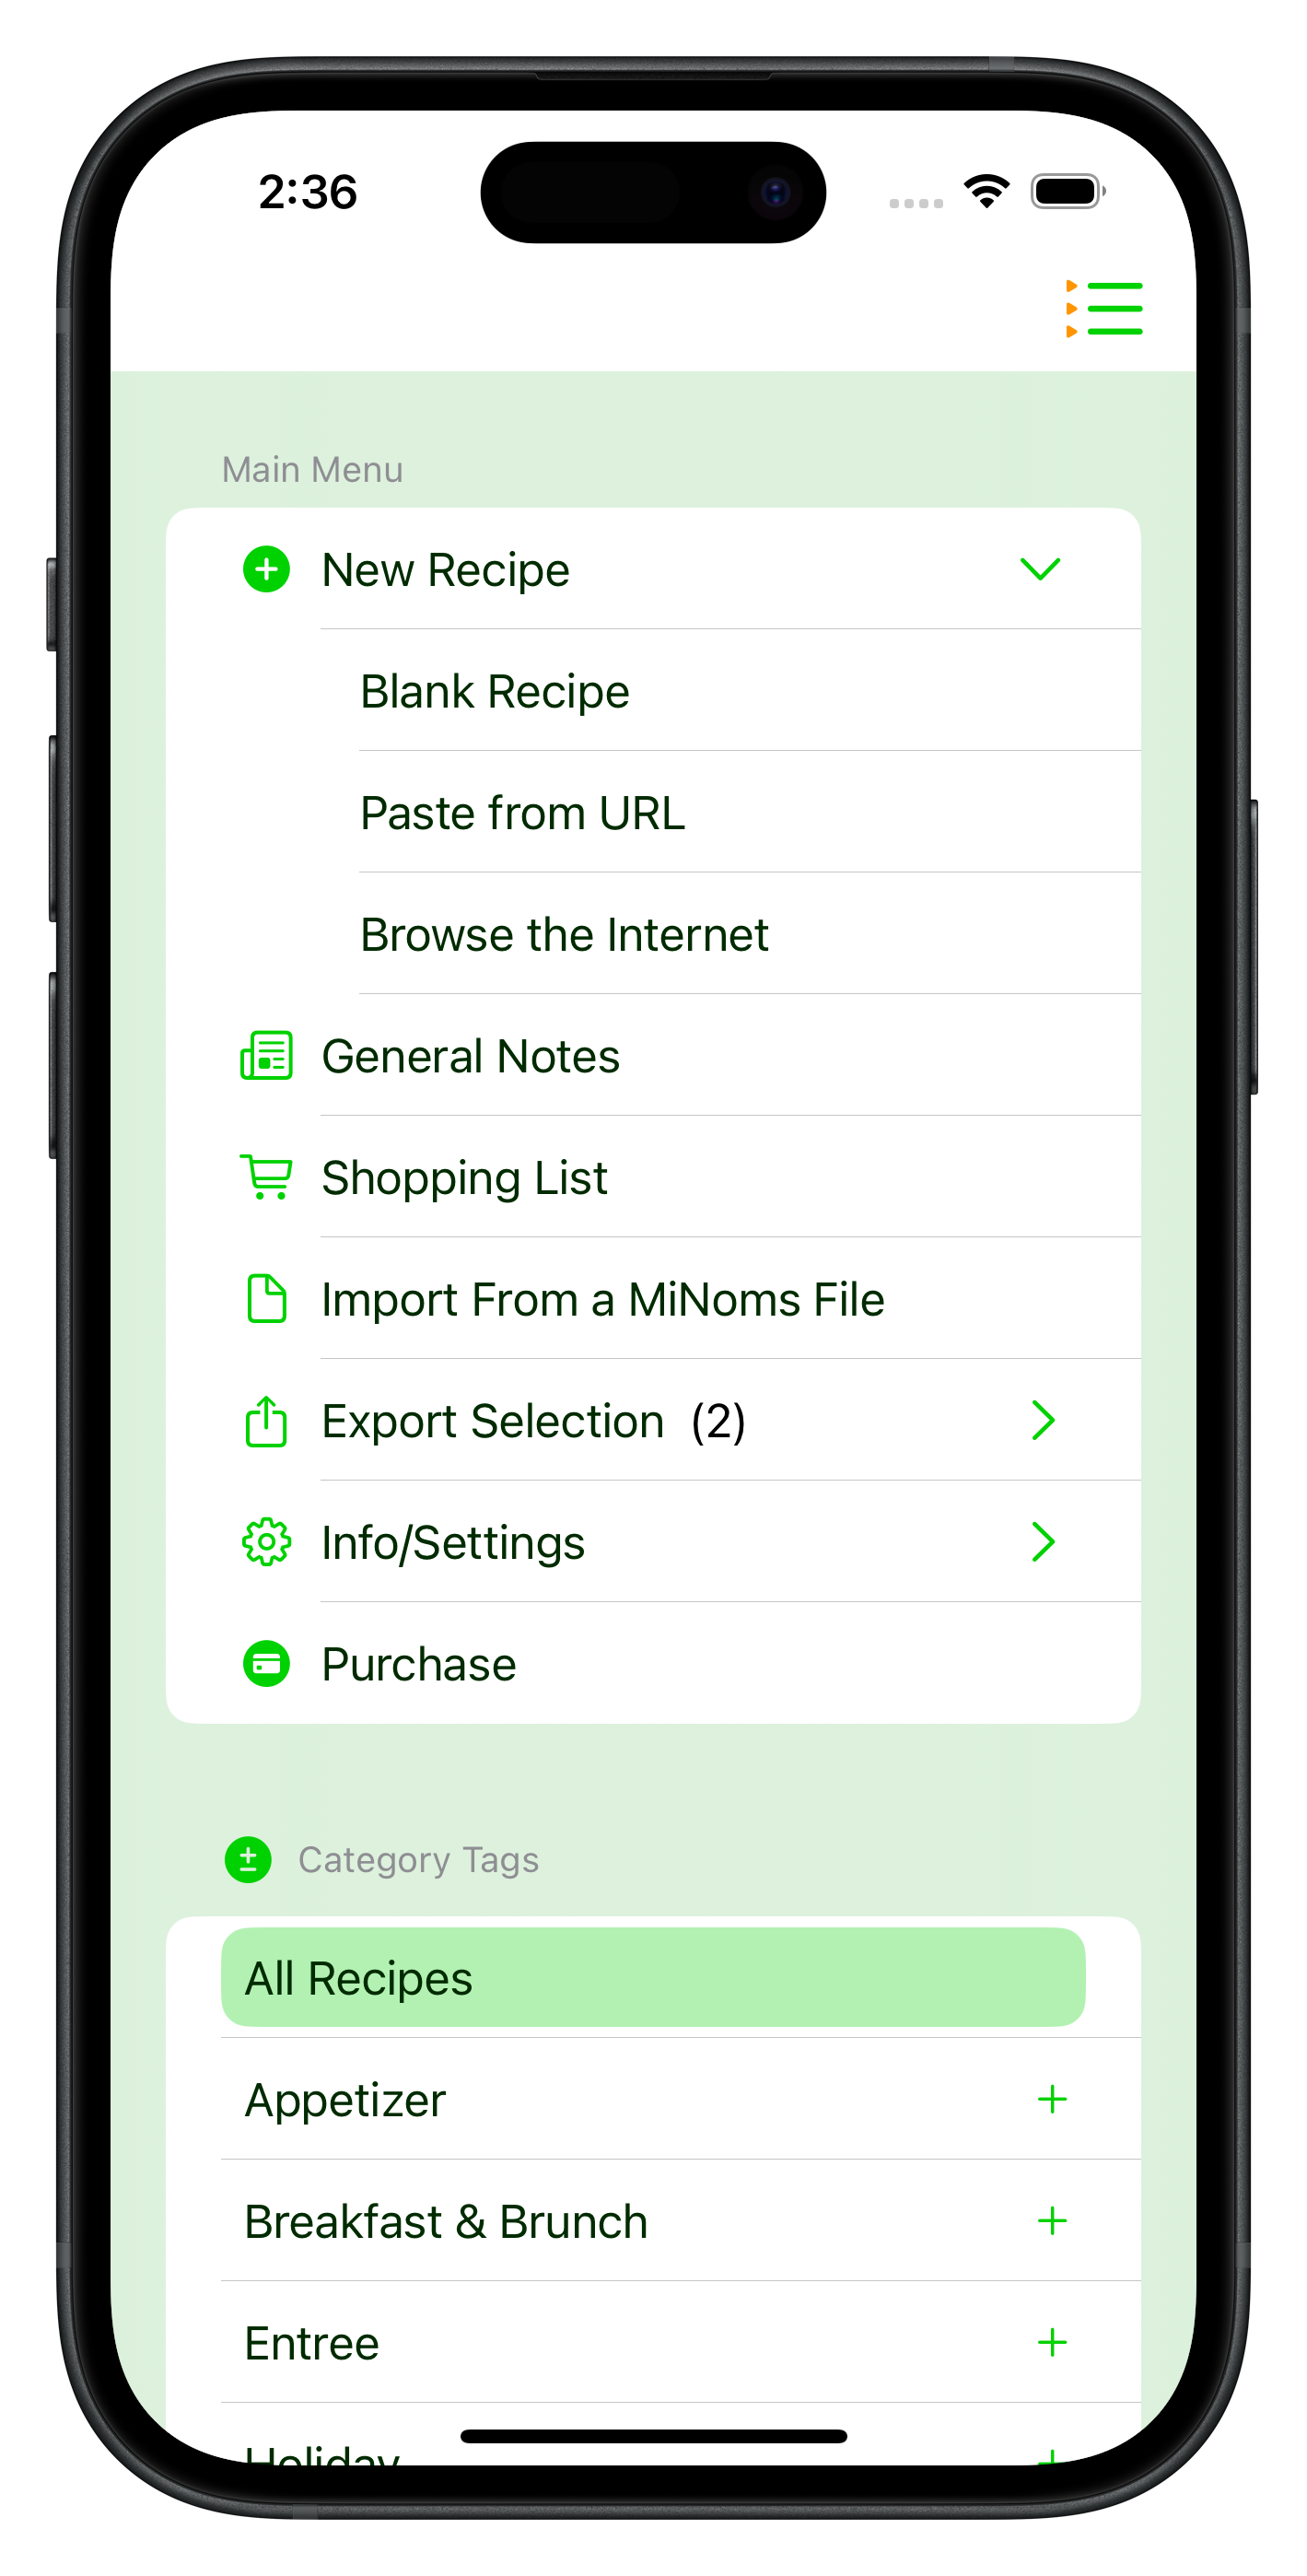 2:36
Main Menu
New Recipe
Blank Recipe
Paste from URL
Browse the Internet
General Notes
Shopping List
Import From a MiNoms File
Export Selection (2)
Info/Settings
Purchase
Category Tags
All Recipes
Appetizer
Breakfast & Brunch
Entree
Holiday